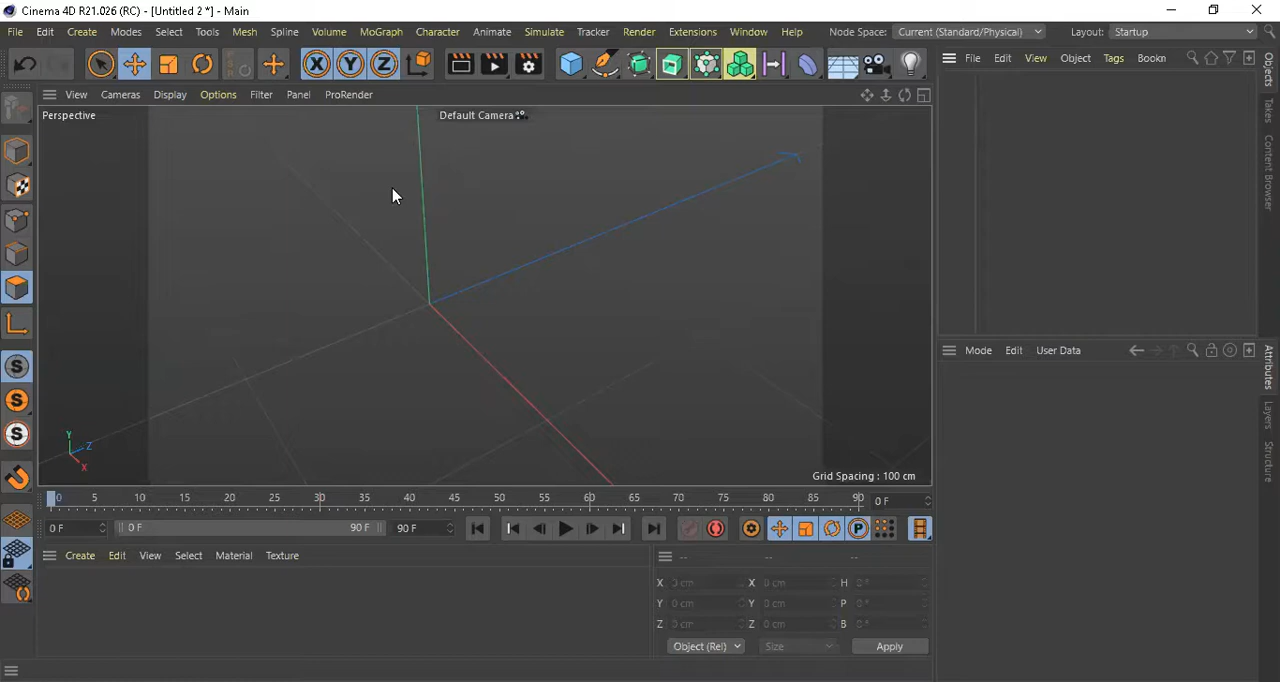 Cinema 4D R21.026 (RC) - [Untitled 2 *] - Main
File Edit Create Modes Select Tools Mesh Spline Volume MoGraph Character Animate Simulate Tracker Render Extensions Window Help Node Space: Current (Standard/Physical) Layout: Startup
X Y Z
File Edit View Object Tags Bookn
View Cameras Display Options Filter Panel ProRender
Perspective
Default Camera
Y
Z
X
Grid Spacing : 100 cm
0 5 10 15 20 25 30 35 40 45 50 55 60 65 70 75 80 85 90 0 F
0 F 0 F 90 F 90 F P
Create Edit View Select Material Texture
-- -- --
X 0 cm X 0 cm H 0 °
Y 0 cm Y 0 cm P 0 °
Z 0 cm Z 0 cm B 0 °
Object (Rel) Size Apply
Mode Edit User Data
Objects
Takes
Content Browser
Attributes
Layers
Structure
S
S
S